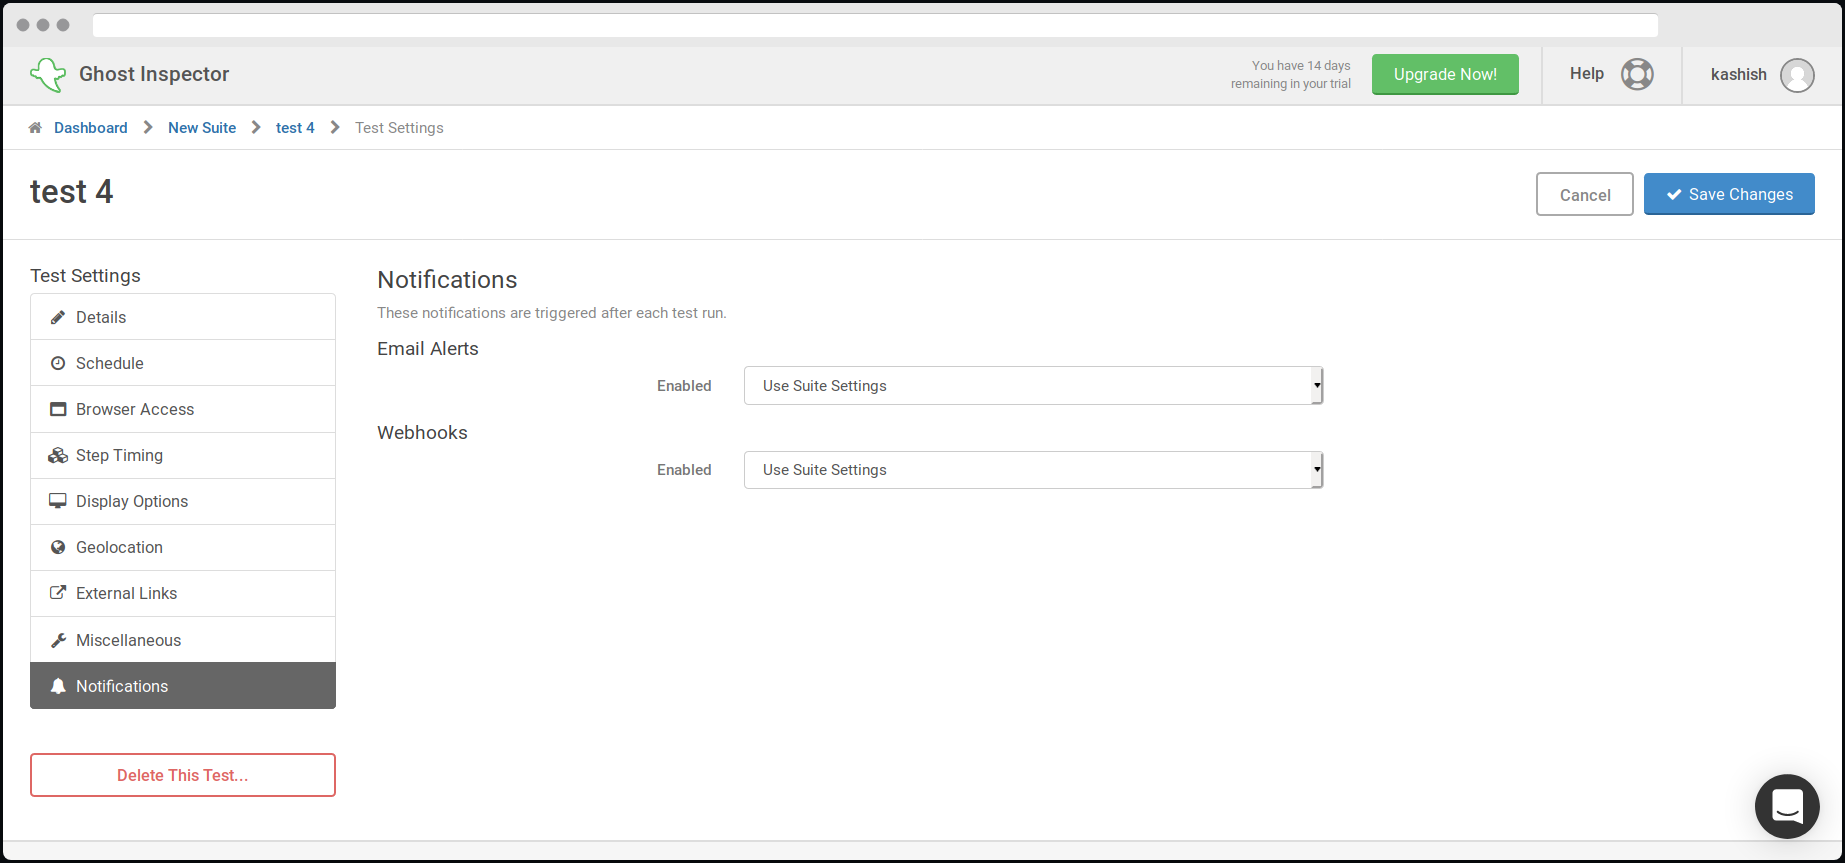 Ghost Inspector
You have 14 days
remaining in your trial
Upgrade Now!
Help
kashish
Dashboard
New Suite
test 4
Test Settings
test 4
Cancel
Save Changes
Test Settings
Details
Schedule
Browser Access
Step Timing
Display Options
Geolocation
External Links
Miscellaneous
Notifications
Delete This Test...
Notifications
These notifications are triggered after each test run.
Email Alerts
Enabled
Use Suite Settings
Webhooks
Enabled
Use Suite Settings